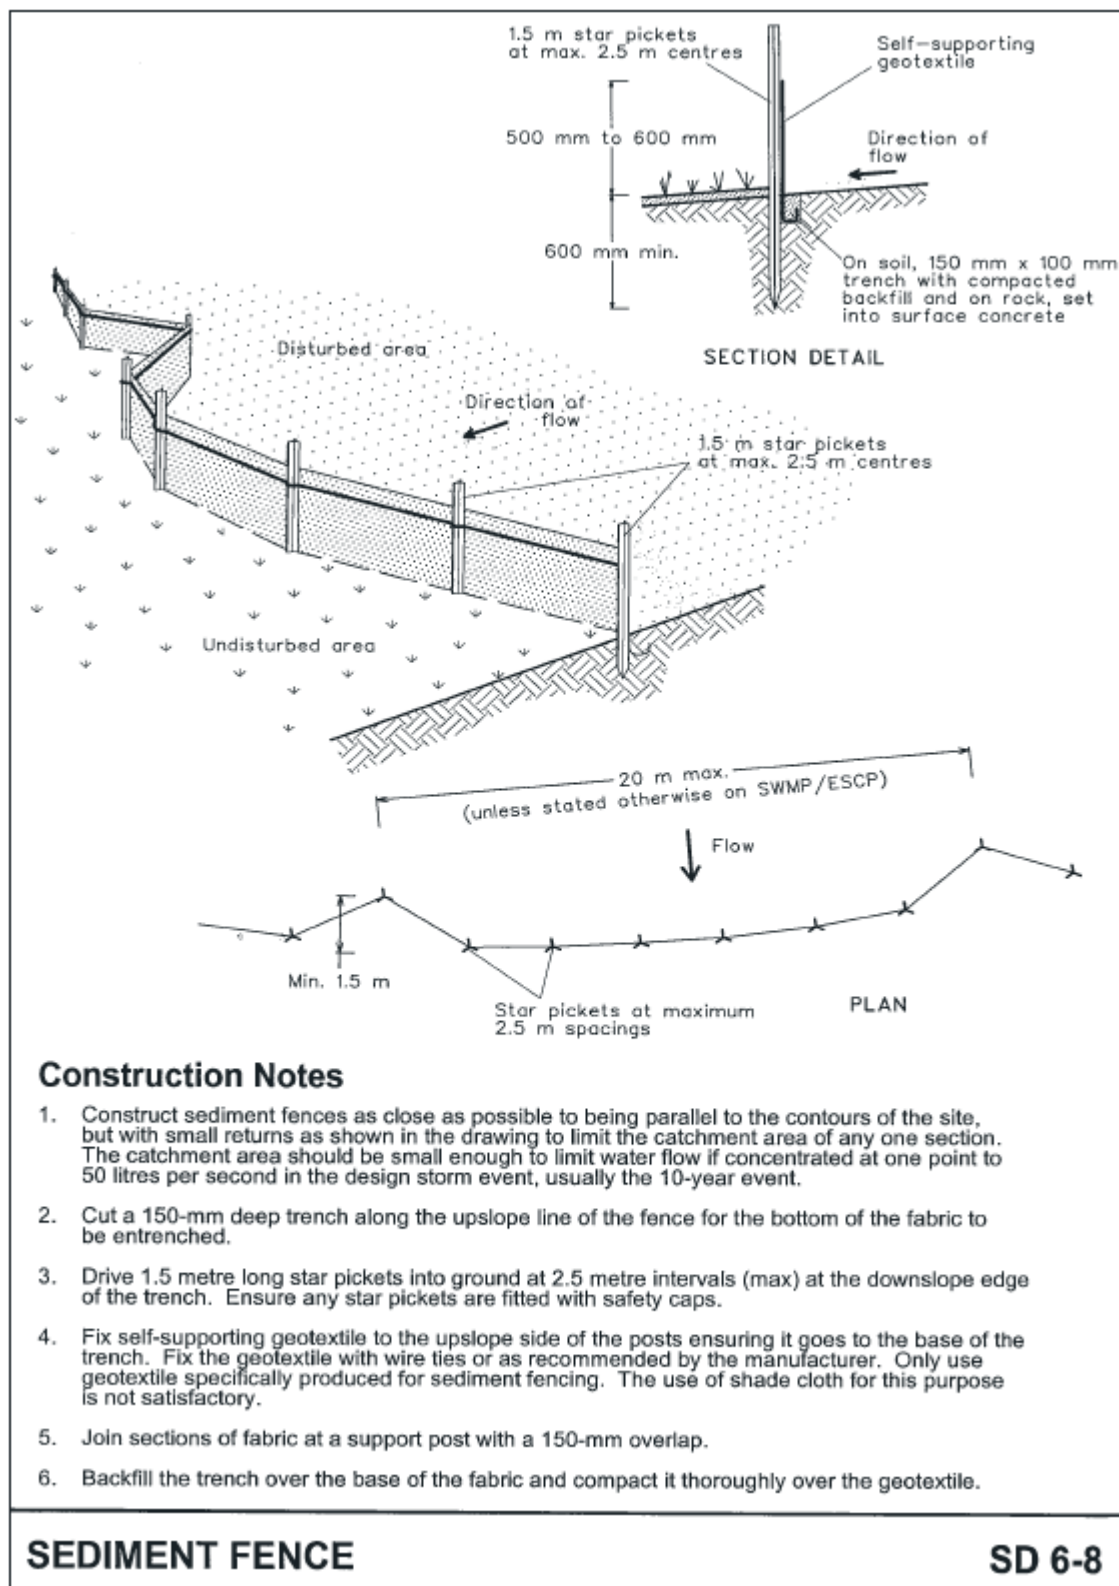 1.5 m star pickets
at max. 2.5 m centres
Self-supporting
geotextile
500 mm to 600 mm
Direction of
flow
600 mm min.
On soil, 150 mm x 100 mm
trench with compacted
backfill and on rock, set
into surface concrete
SECTION DETAIL
Disturbed area
Direction of
flow
1.5 m star pickets
at max. 2.5 m centres
Undisturbed area
20 m max.
(unless stated otherwise on SWMP/ESCP)
Flow
Min. 1.5 m
Star pickets at maximum
2.5 m spacings
PLAN
Construction Notes
1. Construct sediment fences as close as possible to being parallel to the contours of the site,
but with small returns as shown in the drawing to limit the catchment area of any one section.
The catchment area should be small enough to limit water flow if concentrated at one point to
50 litres per second in the design storm event, usually the 10-year event.
2. Cut a 150-mm deep trench along the upslope line of the fence for the bottom of the fabric to
be entrenched.
3. Drive 1.5 metre long star pickets into ground at 2.5 metre intervals (max) at the downslope edge
of the trench. Ensure any star pickets are fitted with safety caps.
4. Fix self-supporting geotextile to the upslope side of the posts ensuring it goes to the base of the
trench. Fix the geotextile with wire ties or as recommended by the manufacturer. Only use
geotextile specifically produced for sediment fencing. The use of shade cloth for this purpose
is not satisfactory.
5. Join sections of fabric at a support post with a 150-mm overlap.
6. Backfill the trench over the base of the fabric and compact it thoroughly over the geotextile.
SEDIMENT FENCE
SD 6-8